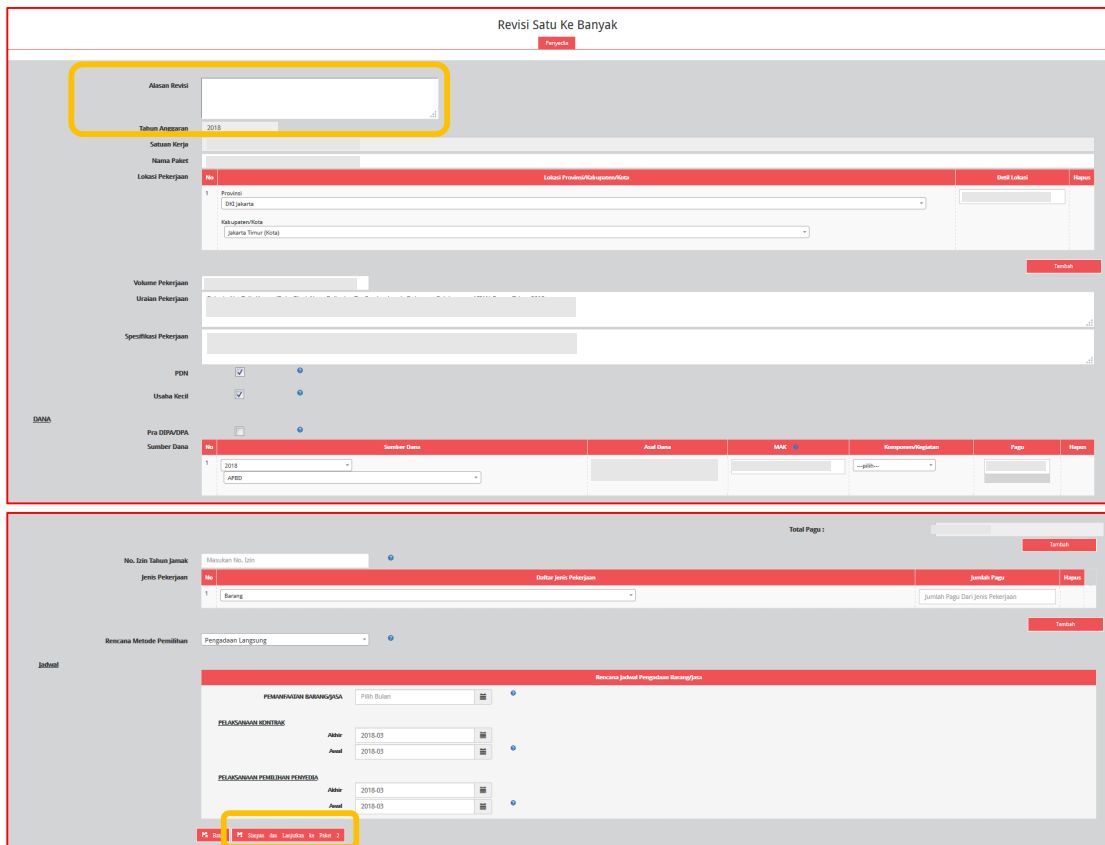 Revisi Satu Ke Banyak
Penyedia
Alasan Revisi
Tahun Anggaran 2018
Satuan Kerja
Nama Paket
Lokasi Pekerjaan No Lokasi Provinsi/Kabupaten/Kota Detil Lokasi Hapus
1 Provinsi
DKI Jakarta
Kabupaten/Kota
Jakarta Timur (Kota)
Tambah
Volume Pekerjaan
Uraian Pekerjaan
Spesifikasi Pekerjaan
PDN
Usaha Kecil
DANA
Pra DIPA/DPA
Sumber Dana No Sumber Dana Asal Dana MAK Komponen/Kegiatan Pagu Hapus
1 2018 ---pilih---
APBD
Total Pagu :
Tambah
No. Izin Tahun Jamak Masukan No. Izin
Jenis Pekerjaan No Daftar Jenis Pekerjaan Jumlah Pagu Hapus
1 Barang Jumlah Pagu Dari Jenis Pekerjaan
Tambah
Rencana Metode Pemilihan Pengadaan Langsung
Jadwal
Rencana Jadwal Pengadaan Barang/Jasa
PEMANFAATAN BARANG/JASA Pilih Bulan
PELAKSANAAN KONTRAK
Akhir 2018-03
Awal 2018-03
PELAKSANAAN PEMILIHAN PENYEDIA
Akhir 2018-03
Awal 2018-03
Simpan dan Lanjutkan ke Paket 2